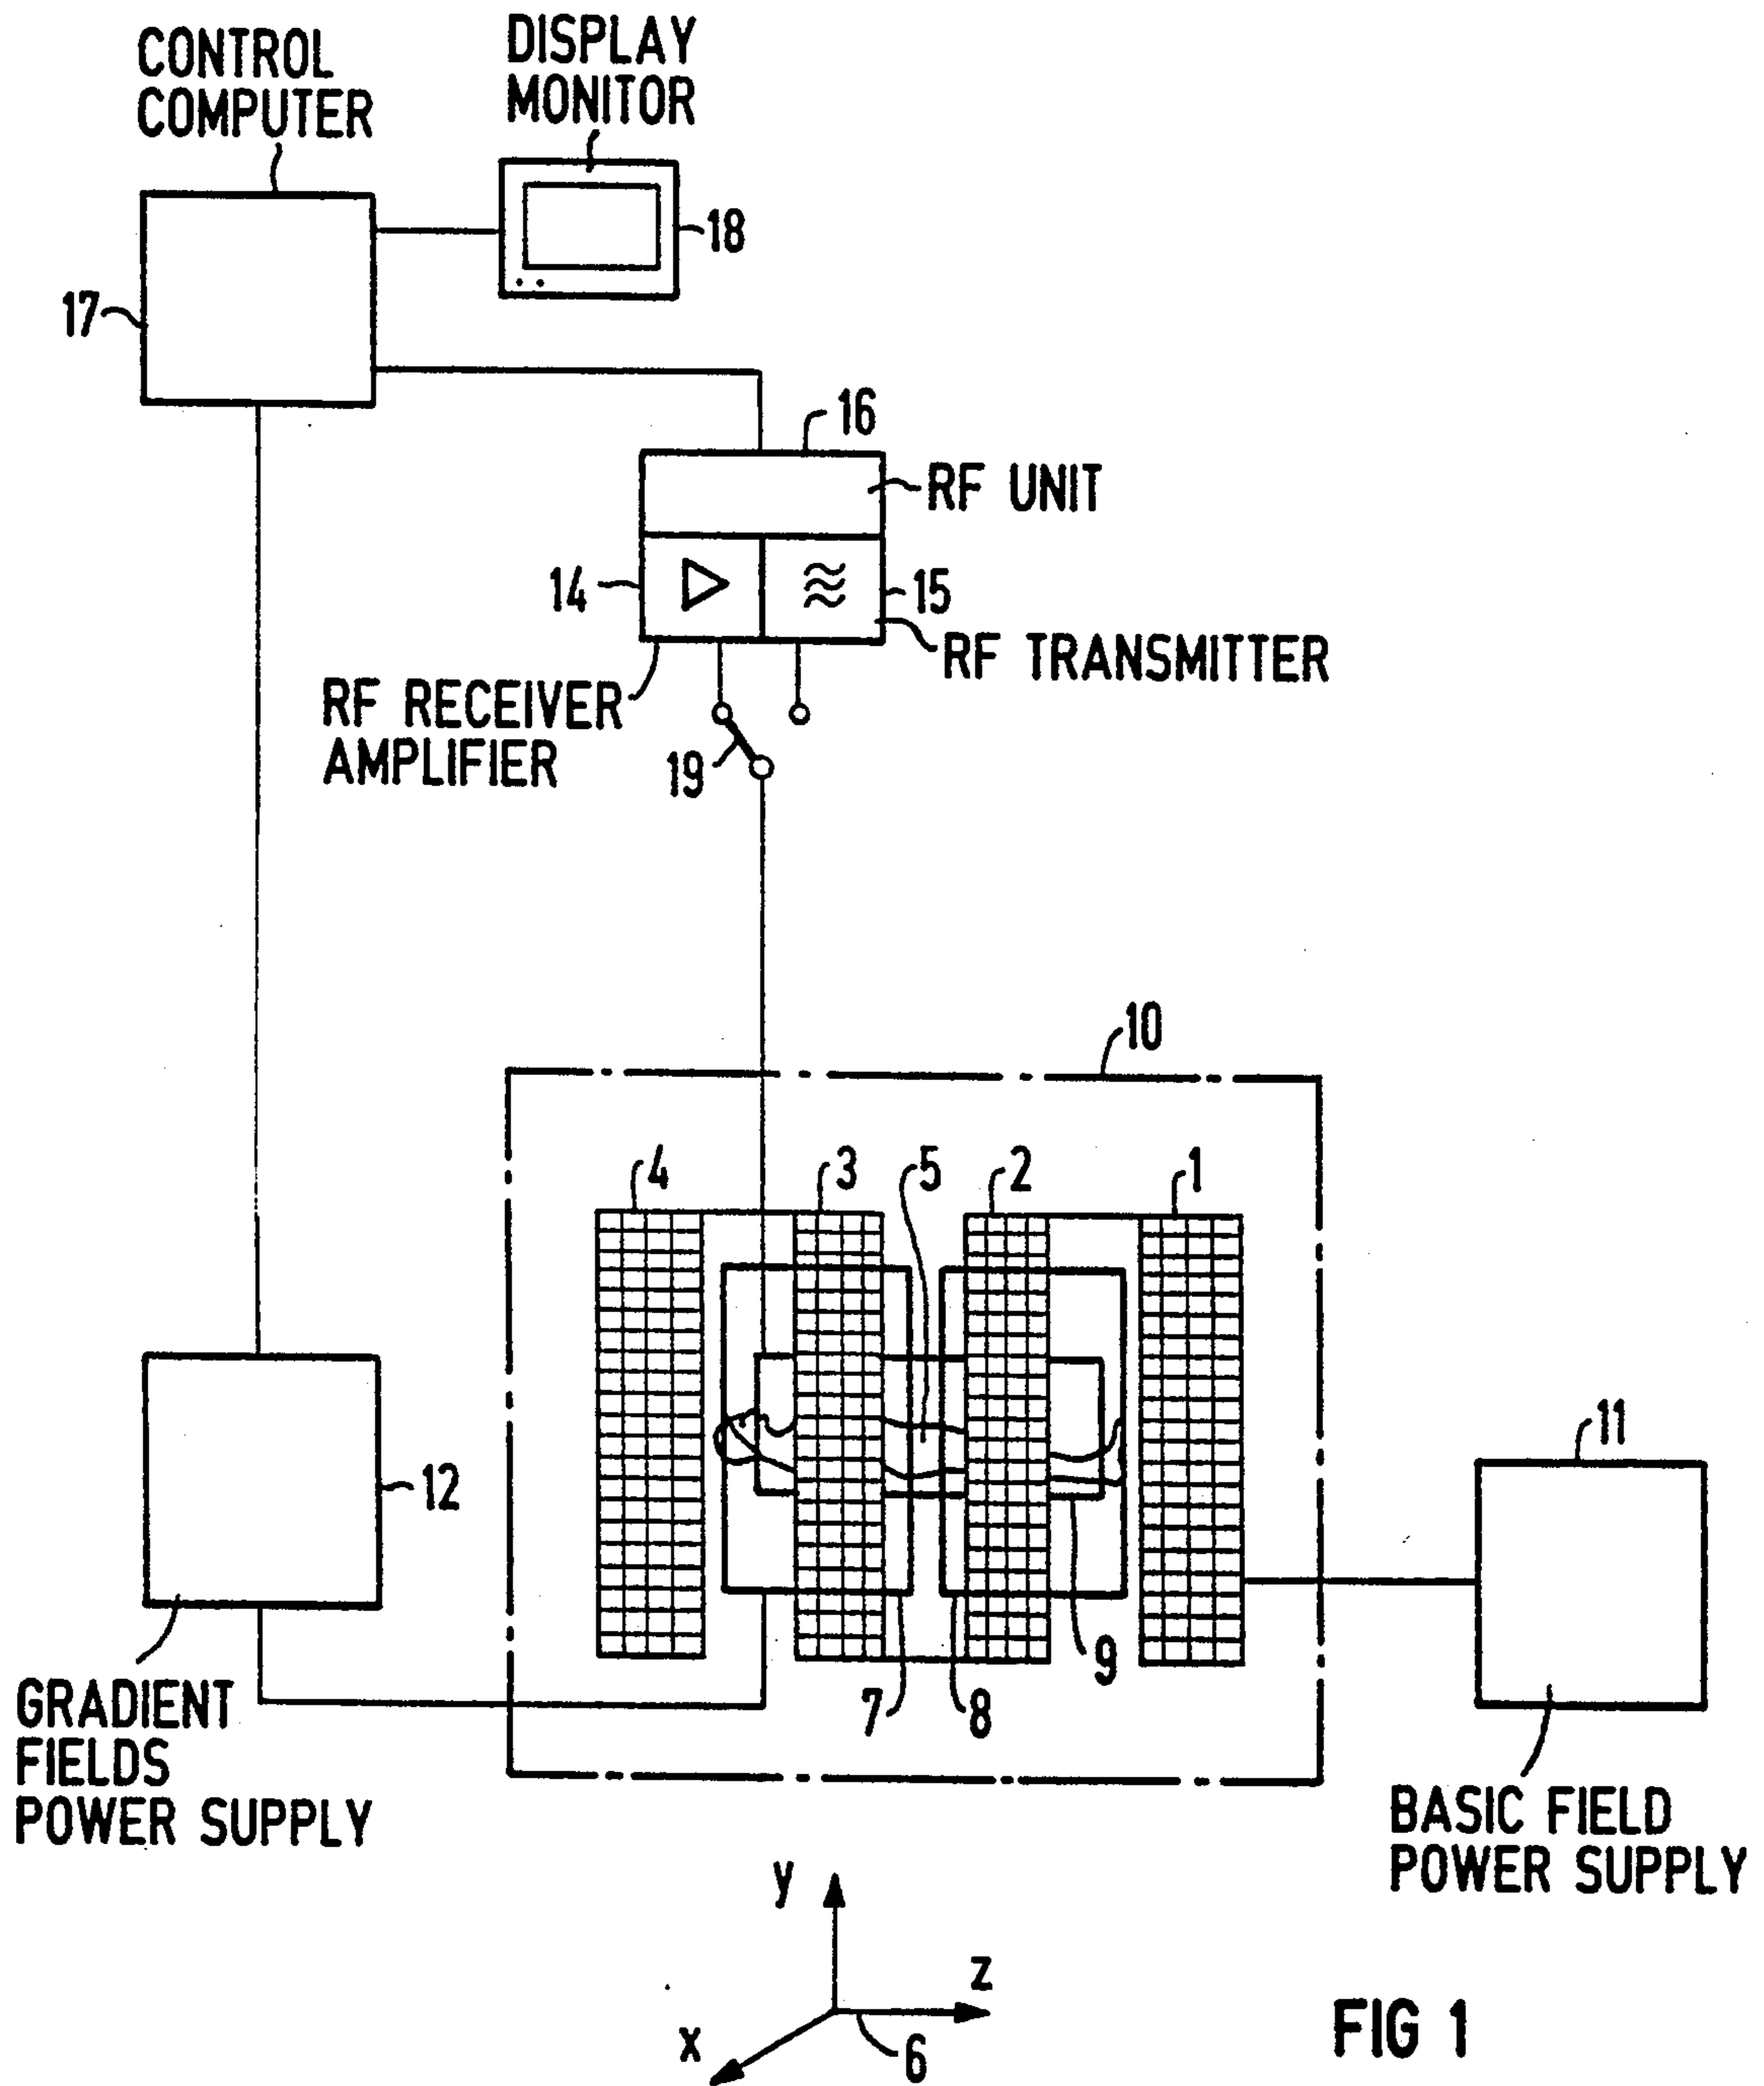 CONTROL
COMPUTER
DISPLAY
MONITOR
18
17
16
RF UNIT
14
15
RF TRANSMITTER
RF RECEIVER
AMPLIFIER
19
10
4
3
5
2
1
11
12
9
7
8
GRADIENT
FIELDS
POWER SUPPLY
BASIC FIELD
POWER SUPPLY
y
z
x
6
FIG 1